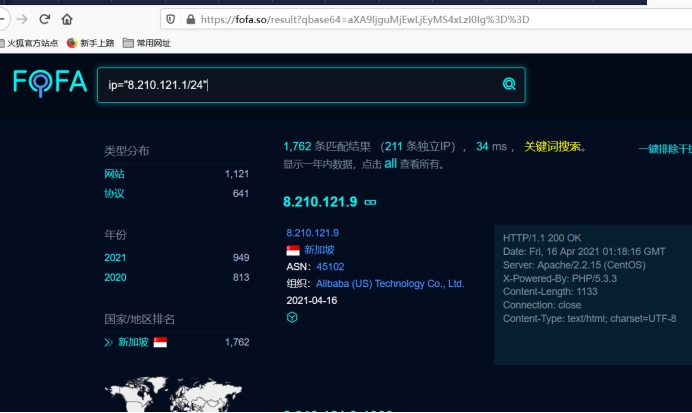 https://fofa.so/result?qbase64=aXA9IjguMjEwLjEyMS4xLzI0Ig%3D%3D
火狐官方站点 新手上路 常用网址
FOFA
ip="8.210.121.1/24"
类型分布
网站 1,121
协议 641
年份
2021 949
2020 813
国家/地区排名
新加坡 1,762
1,762 条匹配结果 （211 条独立IP）， 34 ms ， 关键词搜索。
一键排除干扰
显示一年内数据，点击 all 查看所有。
8.210.121.9
8.210.121.9
新加坡
ASN：45102
组织：Alibaba (US) Technology Co., Ltd.
2021-04-16
HTTP/1.1 200 OK
Date: Fri, 16 Apr 2021 01:18:16 GMT
Server: Apache/2.2.15 (CentOS)
X-Powered-By: PHP/5.3.3
Content-Length: 1133
Connection: close
Content-Type: text/html; charset=UTF-8